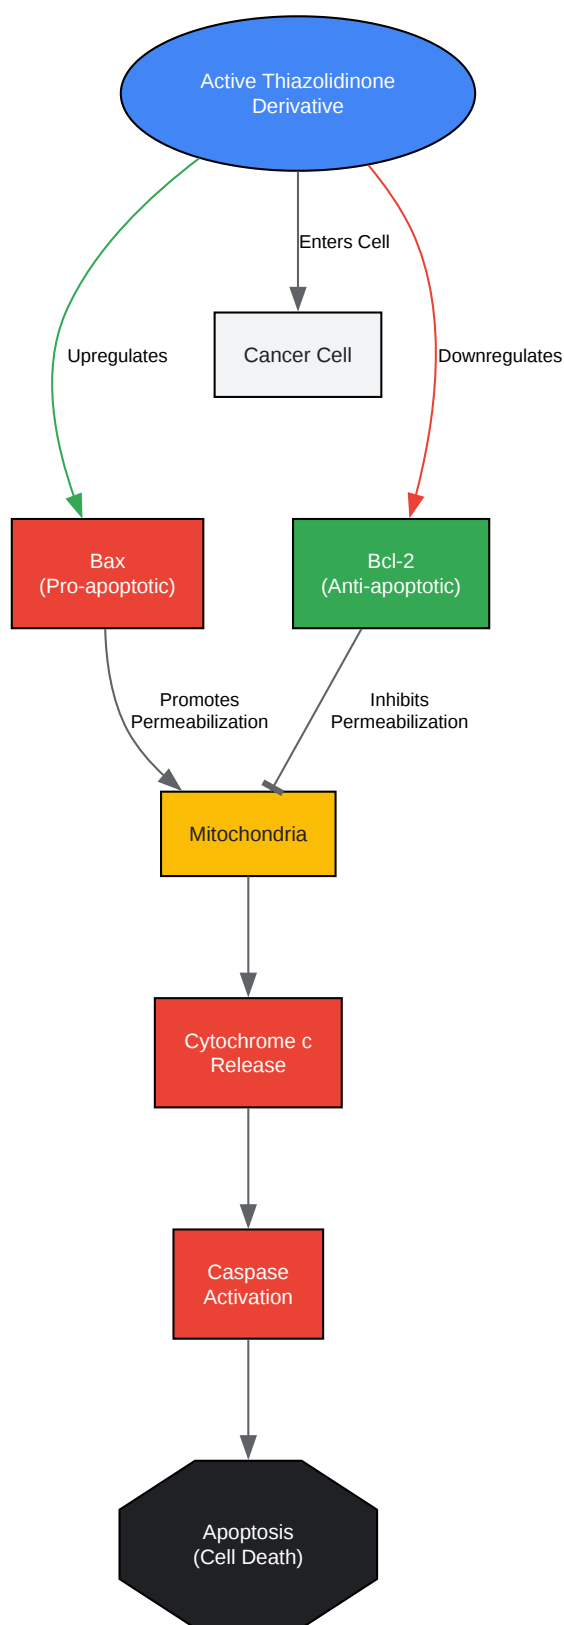 Active Thiazolidinone
Derivative
Enters Cell
Cancer Cell
Upregulates
Downregulates
Bax
(Pro-apoptotic)
Bcl-2
(Anti-apoptotic)
Promotes
Permeabilization
Inhibits
Permeabilization
Mitochondria
Cytochrome c
Release
Caspase
Activation
Apoptosis
(Cell Death)